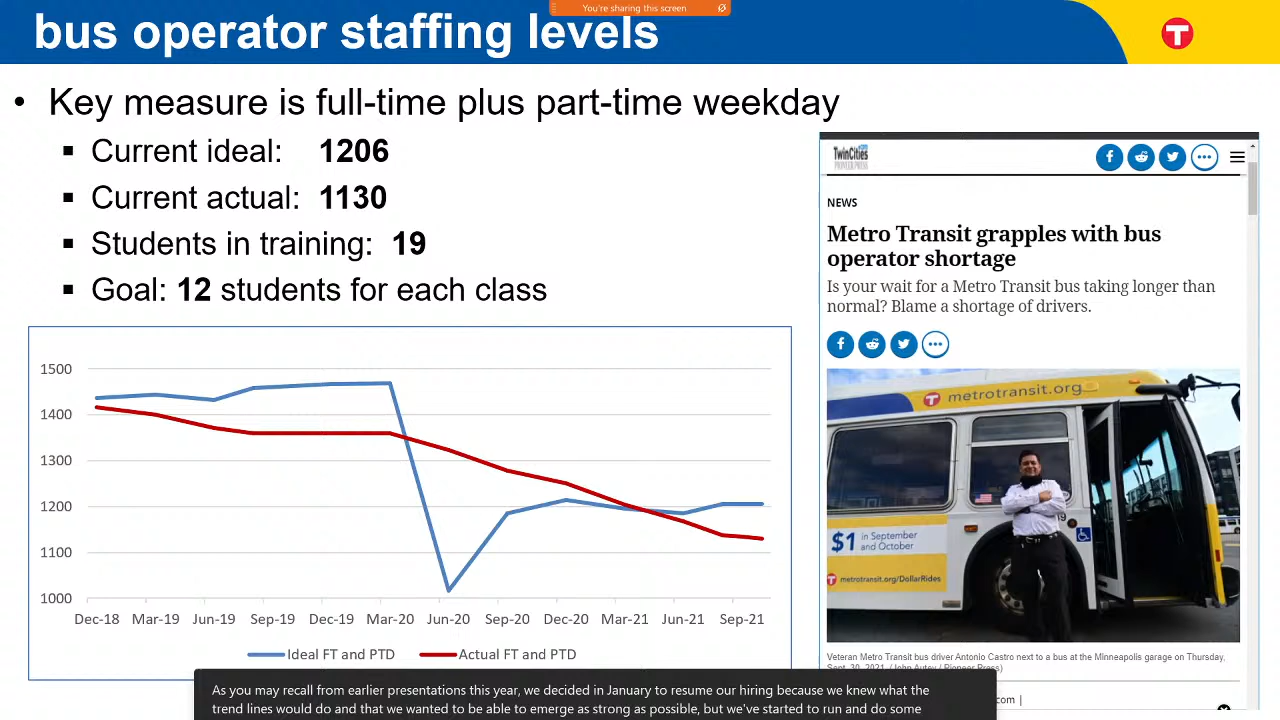 You're sharing this screen
bus operator staffing levels
T
• Key measure is full-time plus part-time weekday
▪ Current ideal: 1206
▪ Current actual: 1130
▪ Students in training: 19
▪ Goal: 12 students for each class
1500
1400
1300
1200
1100
1000
Dec-18 Mar-19 Jun-19 Sep-19 Dec-19 Mar-20 Jun-20 Sep-20 Dec-20 Mar-21 Jun-21 Sep-21
Ideal FT and PTD Actual FT and PTD
TwinCities
PIONEER PRESS
NEWS
Metro Transit grapples with bus
operator shortage
Is your wait for a Metro Transit bus taking longer than
normal? Blame a shortage of drivers.
T metrotransit.org
19
$1 in September
and October
T metrotransit.org/DollarRides
Veteran Metro Transit bus driver Antonio Castro next to a bus at the Minneapolis garage on Thursday,
Sept. 30, 2021. (John Autey / Pioneer Press)
com |
As you may recall from earlier presentations this year, we decided in January to resume our hiring because we knew what the
trend lines would do and that we wanted to be able to emerge as strong as possible, but we've started to run and do some